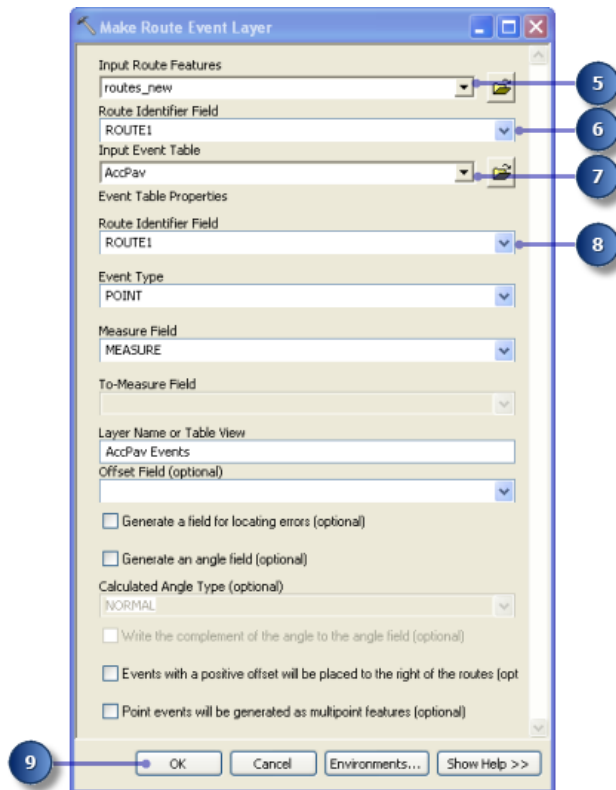 Make Route Event Layer
Input Route Features
routes_new
5
Route Identifier Field
ROUTE1
6
Input Event Table
AccPav
7
Event Table Properties
Route Identifier Field
ROUTE1
8
Event Type
POINT
Measure Field
MEASURE
To-Measure Field
Layer Name or Table View
AccPav Events
Offset Field (optional)
Generate a field for locating errors (optional)
Generate an angle field (optional)
Calculated Angle Type (optional)
NORMAL
Write the complement of the angle to the angle field (optional)
Events with a positive offset will be placed to the right of the routes (opt
Point events will be generated as multipoint features (optional)
9
OK Cancel Environments... Show Help >>